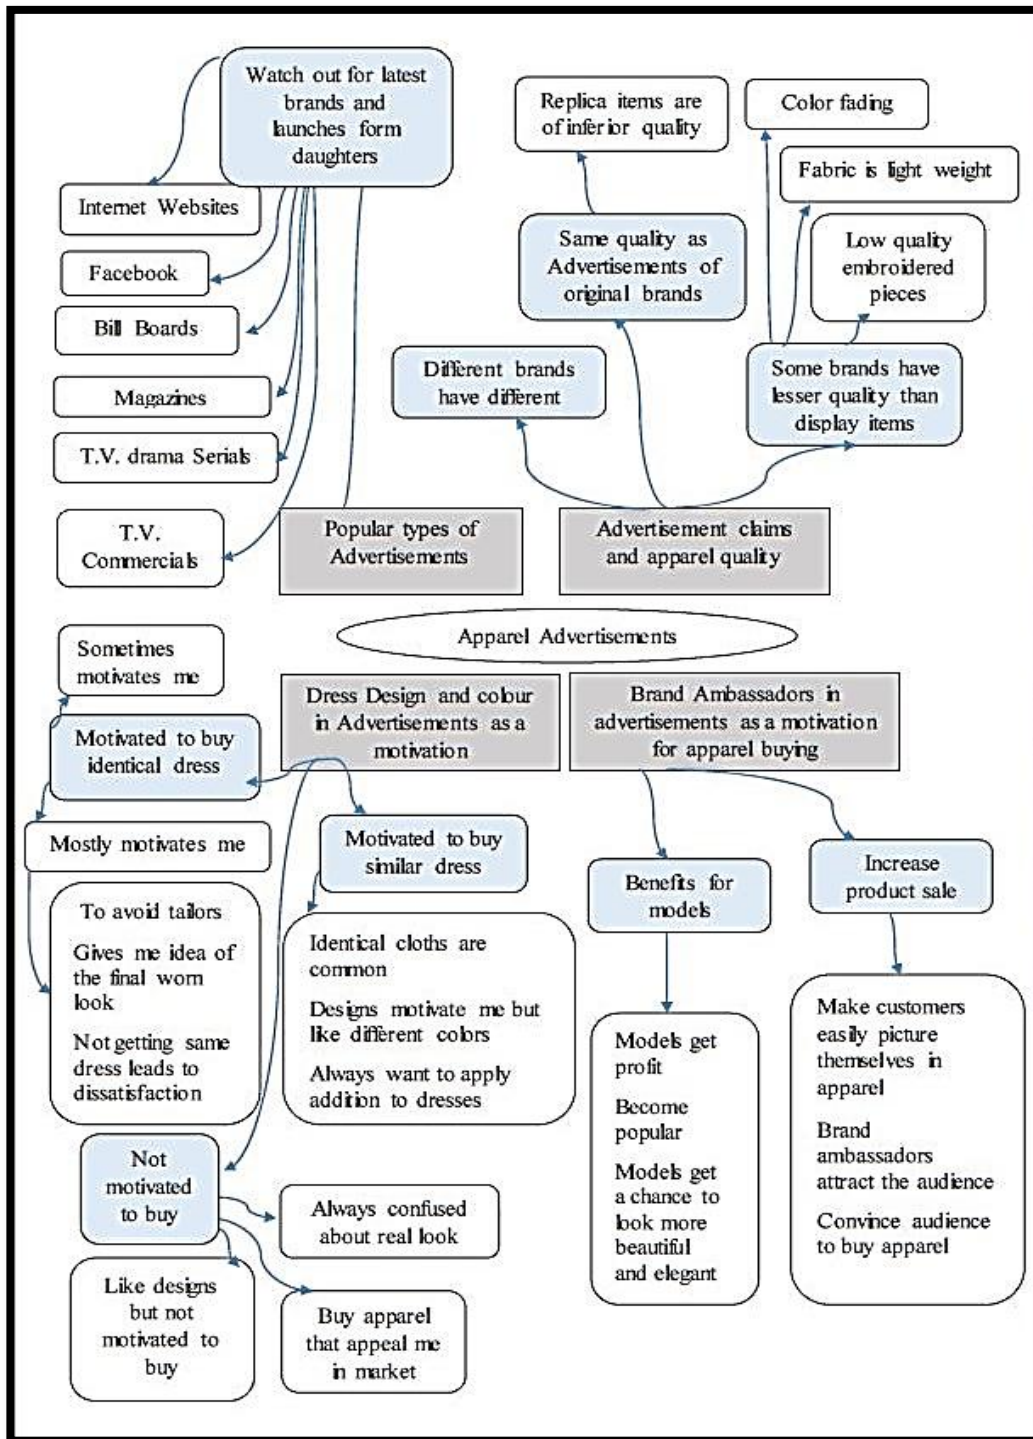 Watch out for latest
brands and
launches form
daughters
Internet Websites
Facebook
Bill Boards
Magazines
T.V. drama Serials
T.V.
Commercials
Popular types of
Advertisements
Replica items are
of inferior quality
Color fading
Fabric is light weight
Same quality as
Advertisements of
original brands
Low quality
embroidered
pieces
Different brands
have different
Some brands have
lesser quality than
display items
Advertisement claims
and apparel quality
Apparel Advertisements
Sometimes
motivates me
Dress Design and colour
in Advertisements as a
motivation
Brand Ambassadors in
advertisements as a motivation
for apparel buying
Motivated to buy
identical dress
Mostly motivates me
Motivated to buy
similar dress
Benefits for
models
Increase
product sale
To avoid tailors
Gives me idea of
the final worn
look
Not getting same
dress leads to
dissatisfaction
Identical cloths are
common
Designs motivate me but
like different colors
Always want to apply
addition to dresses
Models get
profit
Become
popular
Models get
a chance to
look more
beautiful
and elegant
Make customers
easily picture
themselves in
apparel
Brand
ambassadors
attract the audience
Convince audience
to buy apparel
Not
motivated
to buy
Always confused
about real look
Like designs
but not
motivated to
buy
Buy apparel
that appeal me
in market